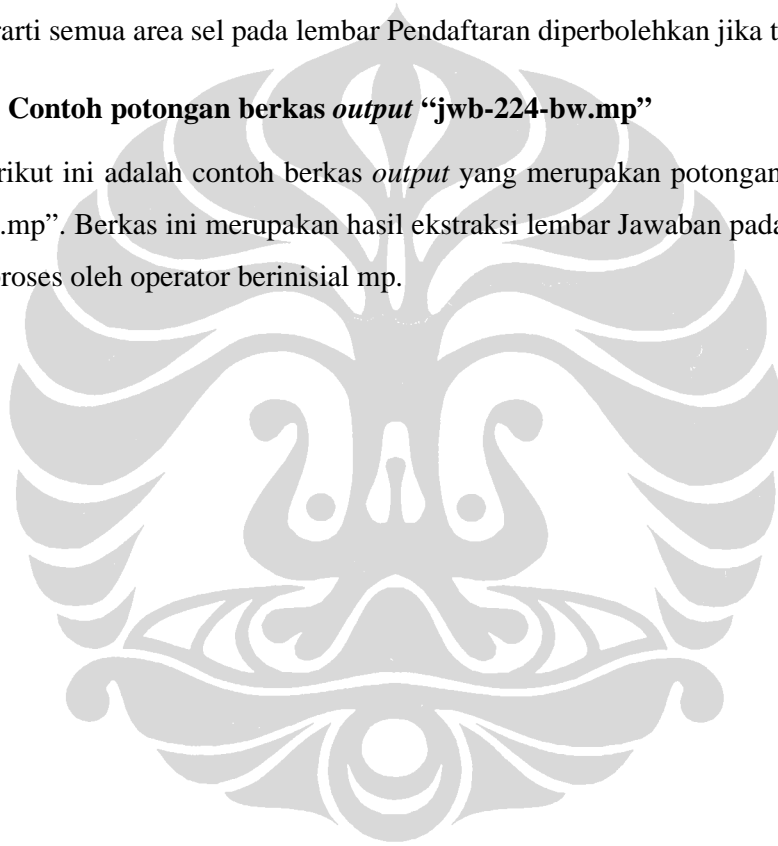 rarti semua area sel pada lembar Pendaftaran diperbolehkan jika t
Contoh potongan berkas output “jwb-224-bw.mp”
rikut ini adalah contoh berkas output yang merupakan potongan
.mp”. Berkas ini merupakan hasil ekstraksi lembar Jawaban pada
proses oleh operator berinisial mp.